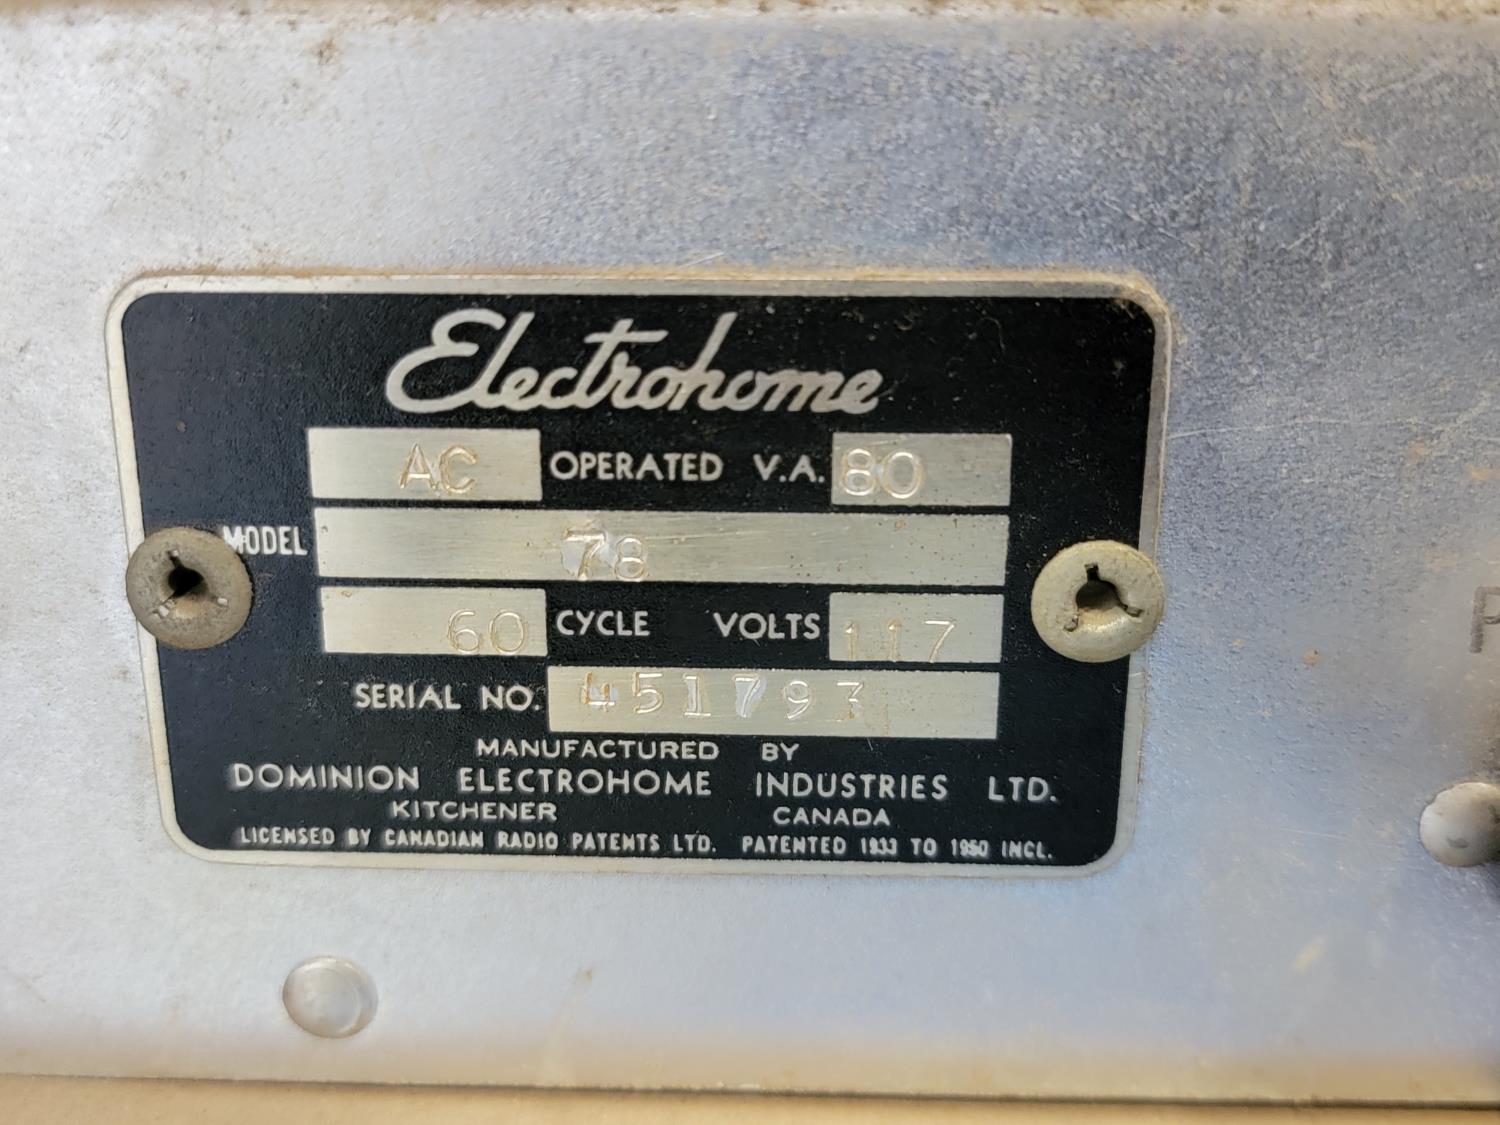 Electrohome
AC OPERATED V.A. 80
MODEL 78
60 CYCLE VOLTS 117
SERIAL NO. 451793
MANUFACTURED BY
DOMINION ELECTROHOME INDUSTRIES LTD.
KITCHENER CANADA
LICENSED BY CANADIAN RADIO PATENTS LTD. PATENTED 1933 TO 1950 INCL.